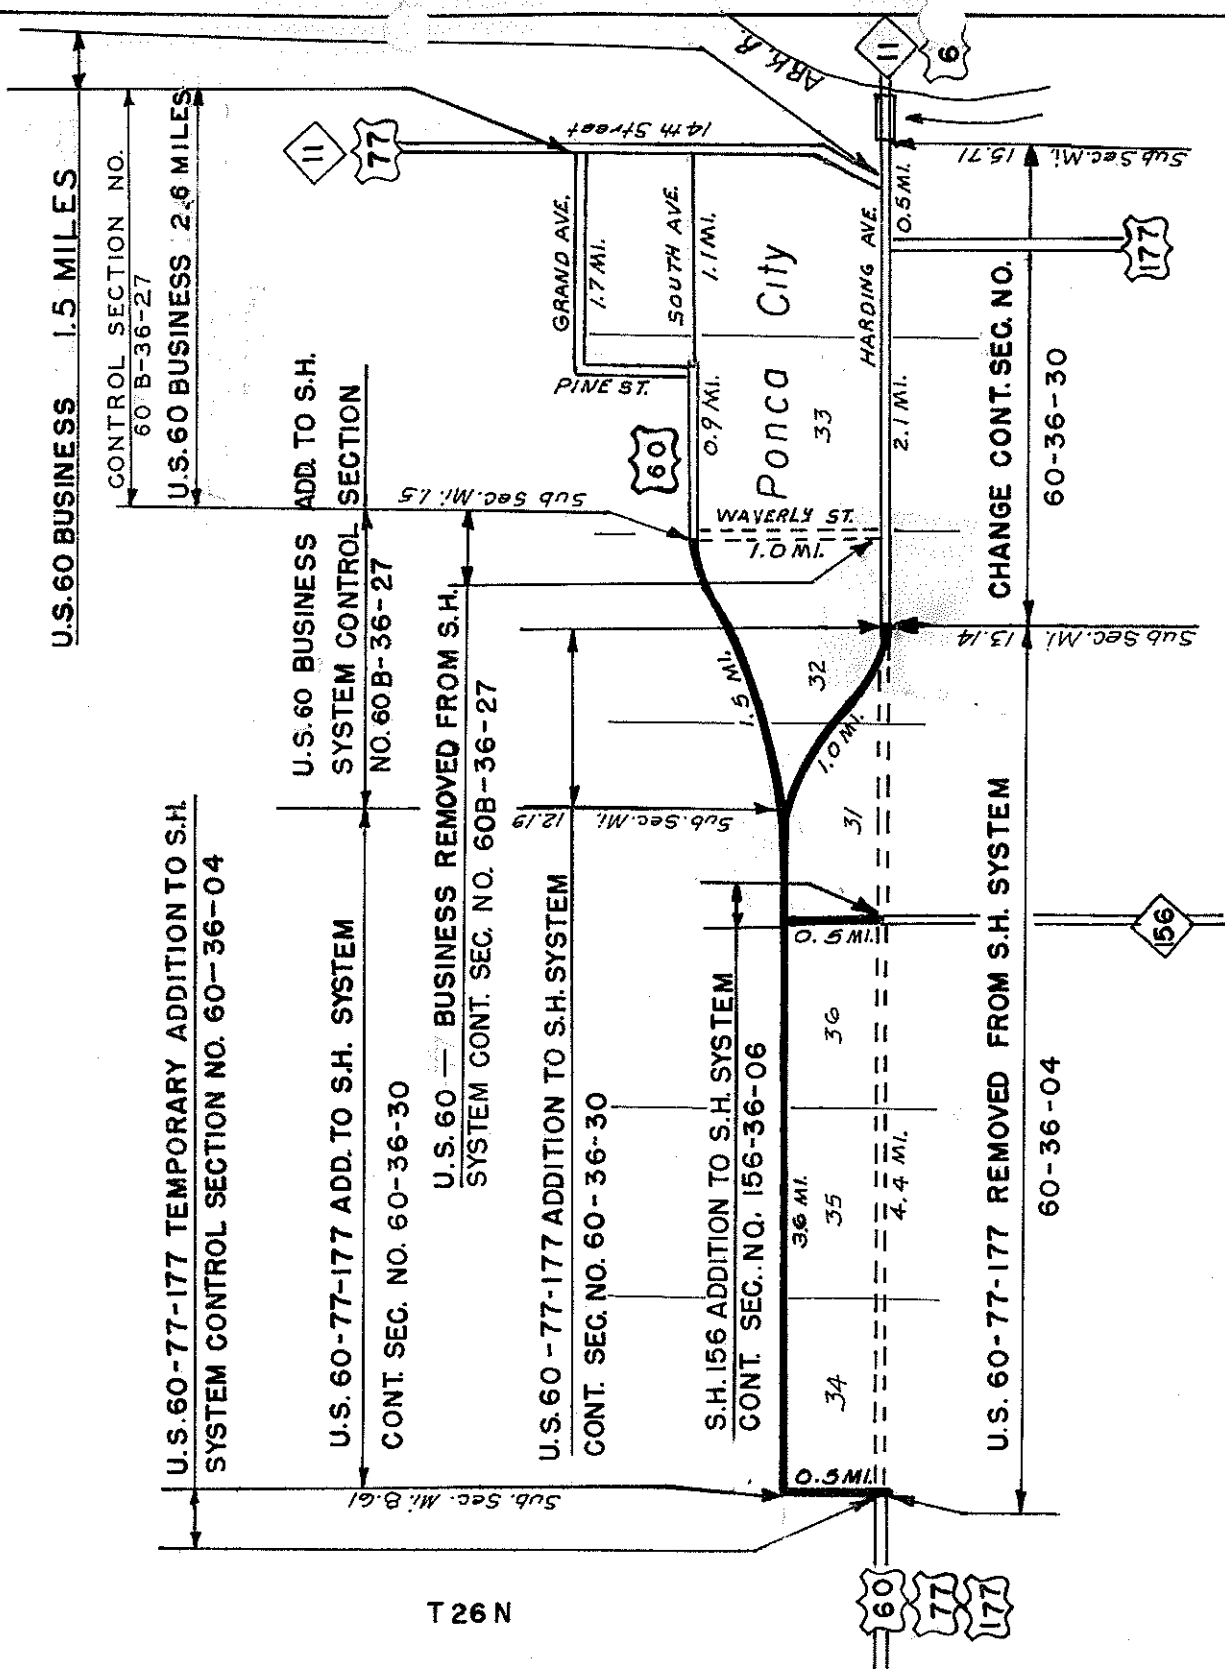 U.S. 60 BUSINESS 1.5 MILES
CONTROL SECTION NO.
60 B-36-27
U.S. 60 BUSINESS 2.6 MILES
U.S.60-77-177 TEMPORARY ADDITION TO S.H.
SYSTEM CONTROL SECTION NO. 60-36-04
U.S. 60 BUSINESS ADD. TO S.H.
SYSTEM CONTROL SECTION
NO. 60B-36-27
U.S. 60-77-177 ADD. TO S.H. SYSTEM
CONT. SEC. NO. 60-36-30
U.S. 60 — BUSINESS REMOVED FROM S.H.
SYSTEM CONT. SEC. NO. 60B-36-27
U.S. 60-77-177 ADDITION TO S.H. SYSTEM
CONT. SEC. NO. 60-36-30
S.H. 156 ADDITION TO S.H. SYSTEM
CONT. SEC. NO. 156-36-06
Sub. Sec. Mi. 8.61
Sub. Sec. Mi. 12.19
Sub Sec. Mi. 1.5
11
77
14th Street
GRAND AVE.
1.7 MI.
SOUTH AVE.
1.1 MI.
PINE ST.
60
0.9 MI.
Ponca City
33
WAVERLY ST.
1.0 MI.
HARDING AVE.
2.1 MI.
0.5 MI.
ARK. R.
11
Sub Sec. Mi. 15.71
177
1.5 MI.
32
1.0 MI.
31
Sub Sec. Mi. 13.14
0.5 MI.
36
3.6 MI.
35
4.4 MI.
34
0.5 MI.
156
CHANGE CONT. SEC. NO.
60-36-30
U.S. 60-77-177 REMOVED FROM S.H. SYSTEM
60-36-04
60
77
177
T 26 N